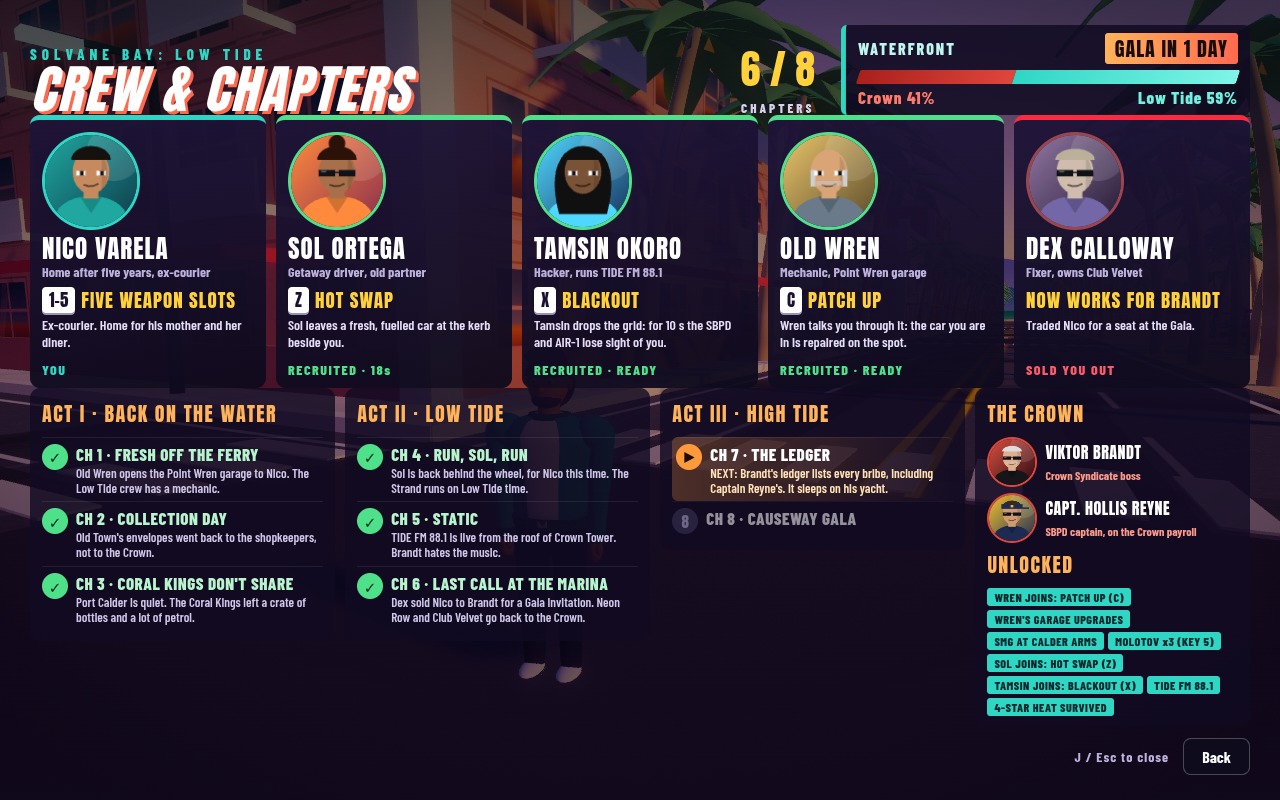 SOLVANE BAY: LOW TIDE
CREW & CHAPTERS
6 / 8
CHAPTERS
WATERFRONT
GALA IN 1 DAY
Crown 41%
Low Tide 59%
NICO VARELA
Home after five years, ex-courier
1-5 FIVE WEAPON SLOTS
Ex-courier. Home for his mother and her
diner.
YOU
SOL ORTEGA
Getaway driver, old partner
Z HOT SWAP
Sol leaves a fresh, fuelled car at the kerb
beside you.
RECRUITED · 18s
TAMSIN OKORO
Hacker, runs TIDE FM 88.1
X BLACKOUT
Tamsin drops the grid: for 10 s the SBPD
and AIR-1 lose sight of you.
RECRUITED · READY
OLD WREN
Mechanic, Point Wren garage
C PATCH UP
Wren talks you through it: the car you are
in is repaired on the spot.
RECRUITED · READY
DEX CALLOWAY
Fixer, owns Club Velvet
NOW WORKS FOR BRANDT
Traded Nico for a seat at the Gala.
SOLD YOU OUT
ACT I · BACK ON THE WATER
✓ CH 1 · FRESH OFF THE FERRY
Old Wren opens the Point Wren garage to Nico. The
Low Tide crew has a mechanic.
✓ CH 2 · COLLECTION DAY
Old Town's envelopes went back to the shopkeepers,
not to the Crown.
✓ CH 3 · CORAL KINGS DON'T SHARE
Port Calder is quiet. The Coral Kings left a crate of
bottles and a lot of petrol.
ACT II · LOW TIDE
✓ CH 4 · RUN, SOL, RUN
Sol is back behind the wheel, for Nico this time. The
Strand runs on Low Tide time.
✓ CH 5 · STATIC
TIDE FM 88.1 is live from the roof of Crown Tower.
Brandt hates the music.
✓ CH 6 · LAST CALL AT THE MARINA
Dex sold Nico to Brandt for a Gala invitation. Neon
Row and Club Velvet go back to the Crown.
ACT III · HIGH TIDE
▶ CH 7 · THE LEDGER
NEXT: Brandt's ledger lists every bribe, including
Captain Reyne's. It sleeps on his yacht.
8 CH 8 · CAUSEWAY GALA
THE CROWN
VIKTOR BRANDT
Crown Syndicate boss
CAPT. HOLLIS REYNE
SBPD captain, on the Crown payroll
UNLOCKED
WREN JOINS: PATCH UP (C)
WREN'S GARAGE UPGRADES
SMG AT CALDER ARMS MOLOTOV x3 (KEY 5)
SOL JOINS: HOT SWAP (Z)
TAMSIN JOINS: BLACKOUT (X) TIDE FM 88.1
4-STAR HEAT SURVIVED
J / Esc to close
Back